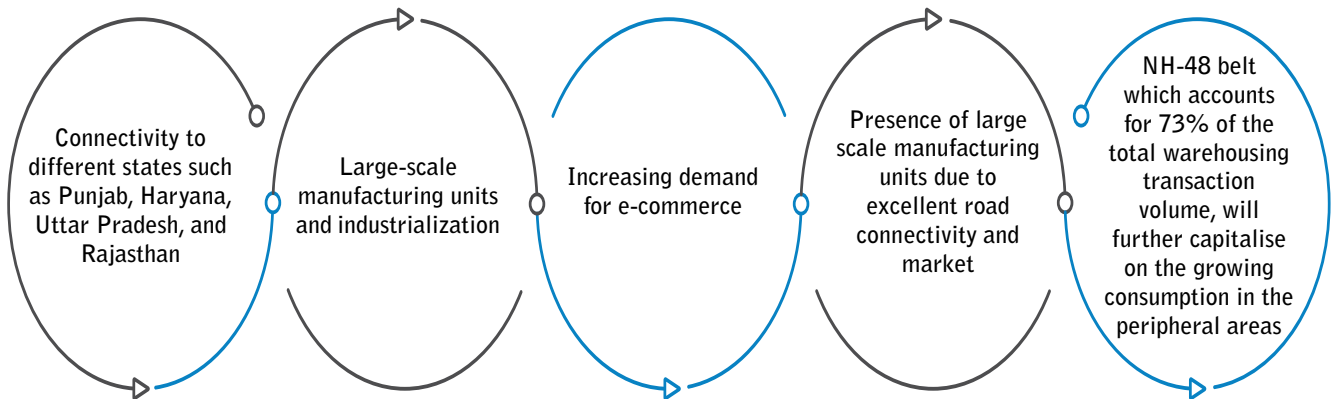 Connectivity to
different states such
as Punjab, Haryana,
Uttar Pradesh, and
Rajasthan
Large-scale
manufacturing units
and industrialization
Increasing demand
for e-commerce
Presence of large
scale manufacturing
units due to
excellent road
connectivity and
market
NH-48 belt
which accounts
for 73% of the
total warehousing
transaction
volume, will
further capitalise
on the growing
consumption in the
peripheral areas